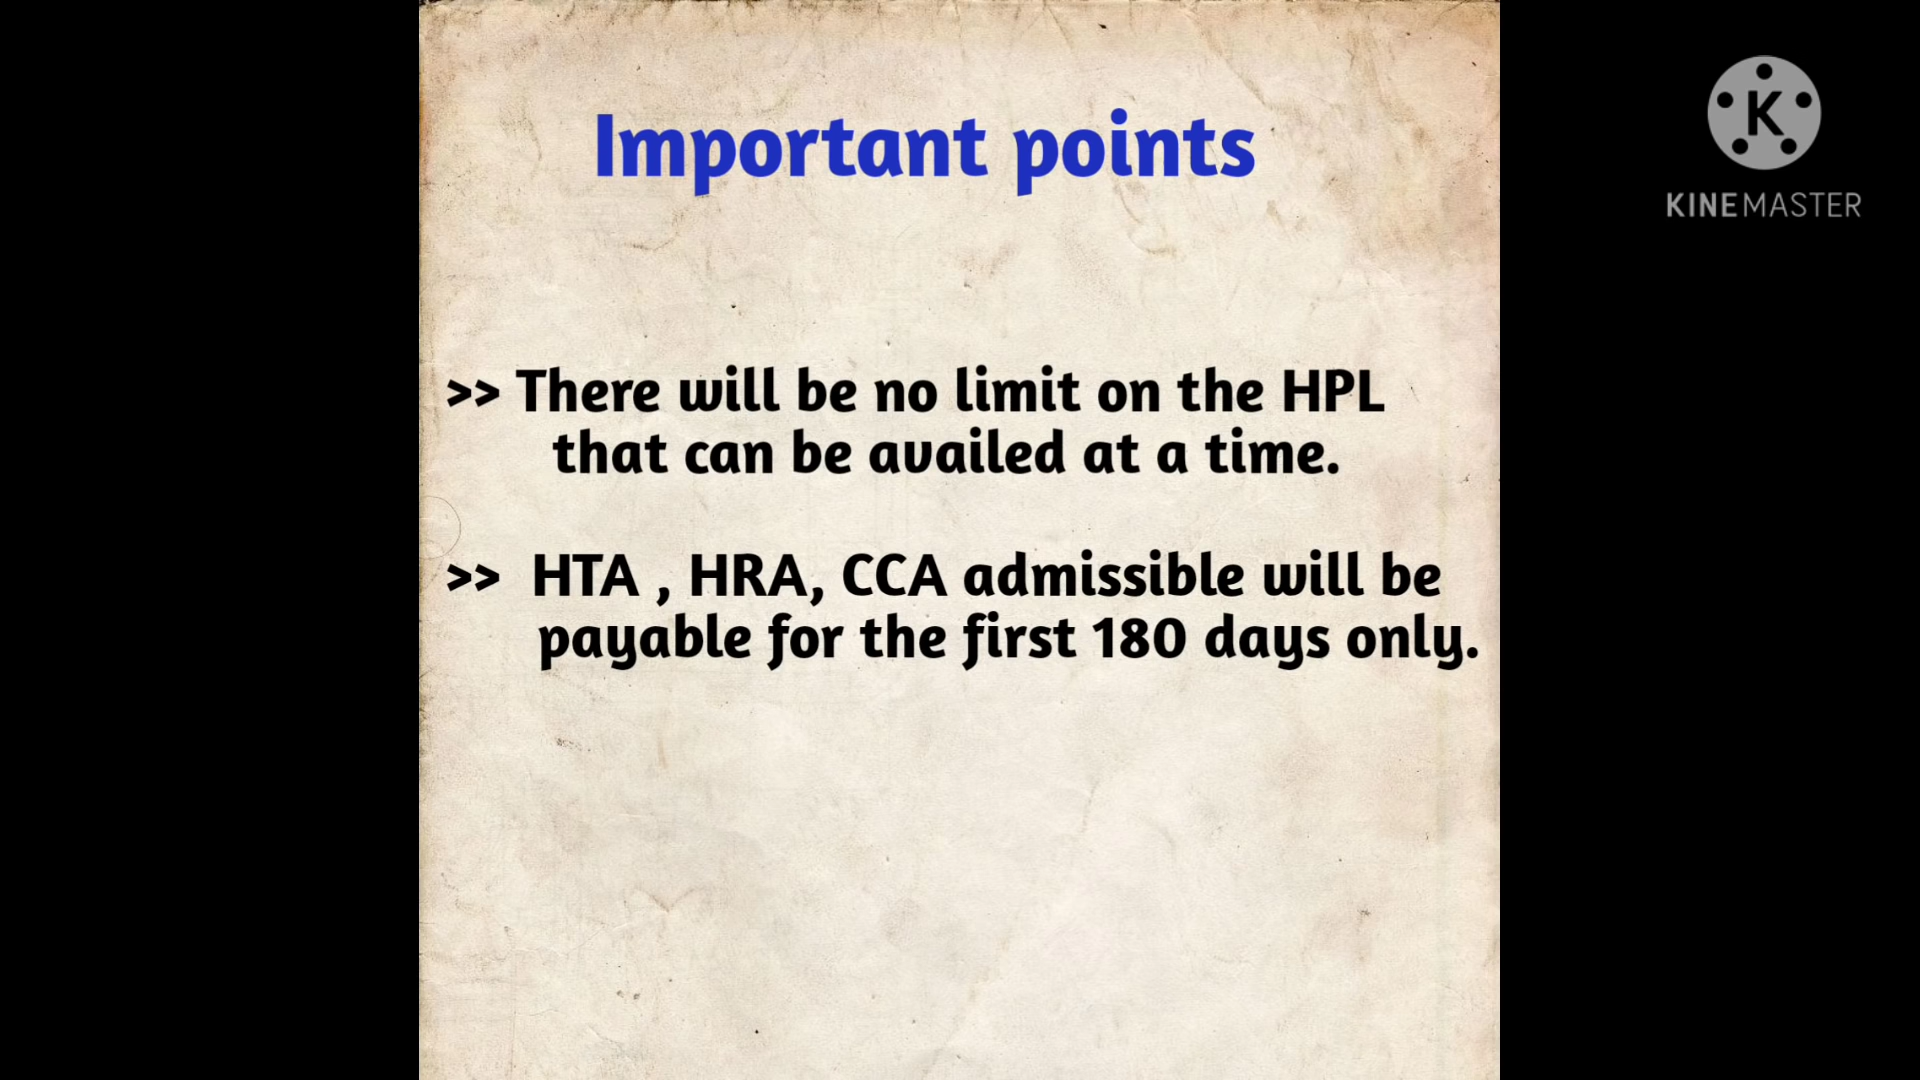 Important points
K
KINEMASTER
>> There will be no limit on the HPL
that can be availed at a time.
>> HTA , HRA, CCA admissible will be
payable for the first 180 days only.